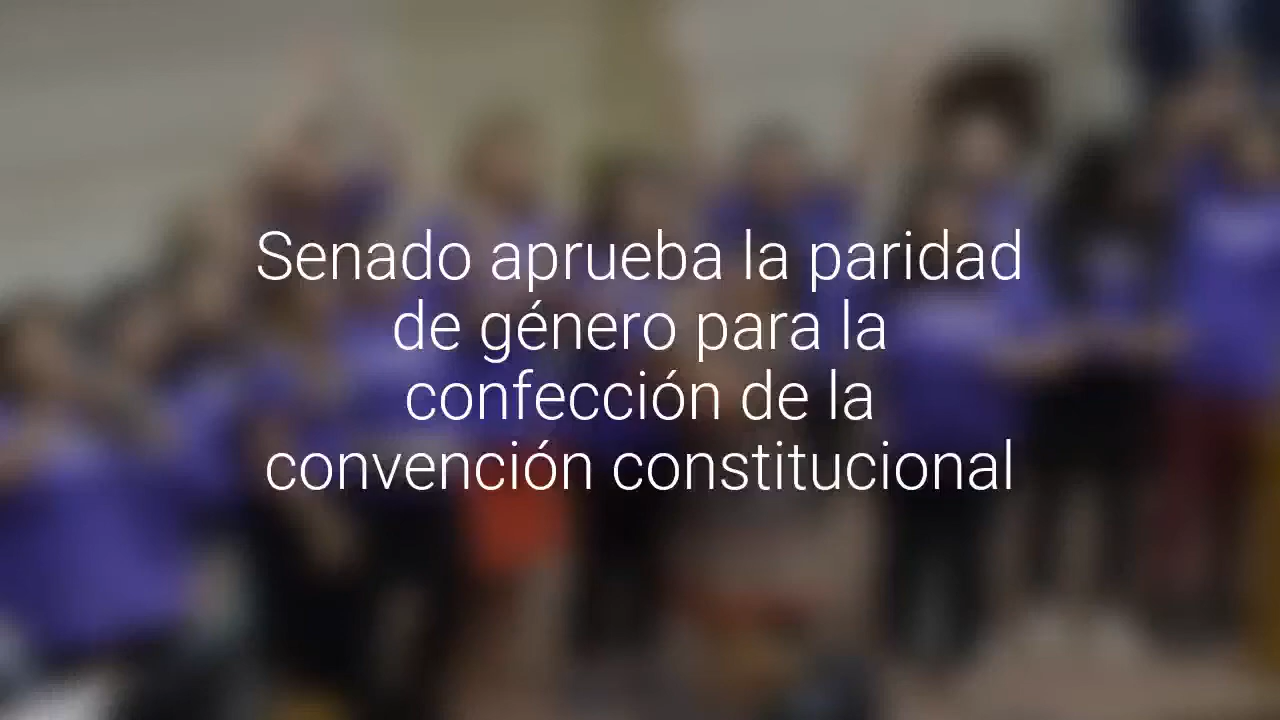 Senado aprueba la paridad
de género para la
confección de la
convención constitucional